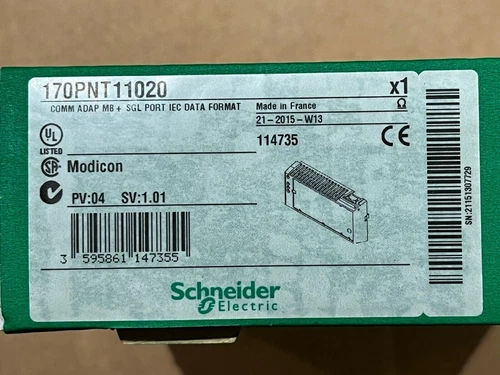 170PNT11020
x1
COMM ADAP MB + SGL PORT IEC DATA FORMAT
Made in France
Ω
21-2015-W13
UL
LISTED
114735
CE
SA
Modicon
PV:04 SV:1.01
3 595861 147355
Schneider
Electric
SN:21151307729